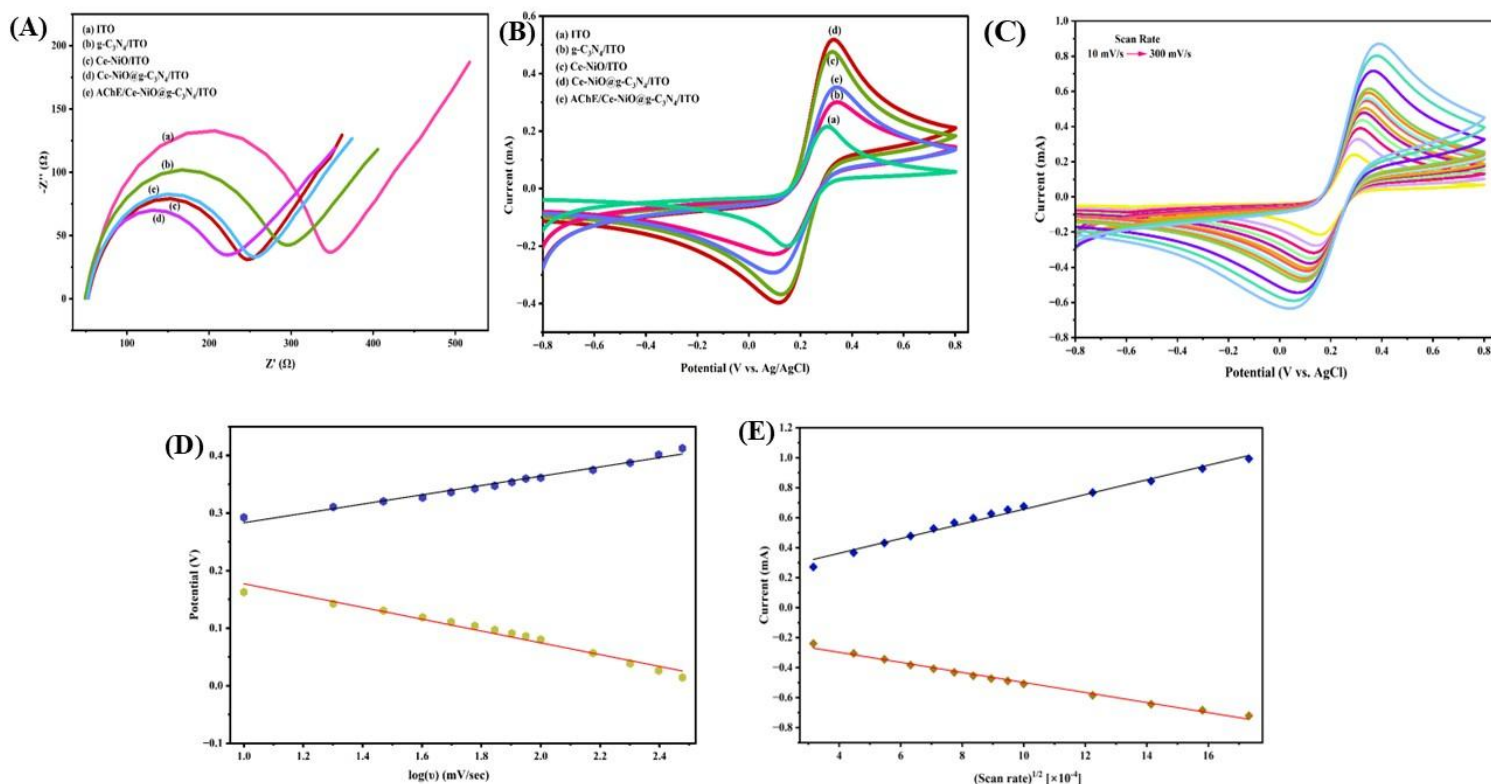 (A)
(a) ITO
(b) g-C₃N₄/ITO
(c) Ce-NiO/ITO
(d) Ce-NiO@g-C₃N₄/ITO
(e) AChE/Ce-NiO@g-C₃N₄/ITO
(a)
(b)
(e)
(c)
(d)
200
150
100
50
0
-Z'' (Ω)
100 200 300 400 500
Z' (Ω)
(B)
(a) ITO
(b) g-C₃N₄/ITO
(c) Ce-NiO/ITO
(d) Ce-NiO@g-C₃N₄/ITO
(e) AChE/Ce-NiO@g-C₃N₄/ITO
(d)
(c)
(e)
(b)
(a)
0.6
0.4
0.2
0.0
−0.2
−0.4
Current (mA)
−0.8 −0.6 −0.4 −0.2 0.0 0.2 0.4 0.6 0.8
Potential (V vs. Ag/AgCl)
(C)
Scan Rate
10 mV/s 300 mV/s
1.0
0.8
0.6
0.4
0.2
0.0
−0.2
−0.4
−0.6
−0.8
Current (mA)
−0.8 −0.6 −0.4 −0.2 0.0 0.2 0.4 0.6 0.8
Potential (V vs. AgCl)
(D)
0.4
0.3
0.2
0.1
0.0
−0.1
Potential (V)
1.0 1.2 1.4 1.6 1.8 2.0 2.2 2.4 2.6
log(υ) (mV/sec)
(E)
1.2
1.0
0.8
0.6
0.4
0.2
0.0
−0.2
−0.4
−0.6
−0.8
Current (mA)
4 6 8 10 12 14 16
(Scan rate)¹ᐟ² [×10⁻⁴]